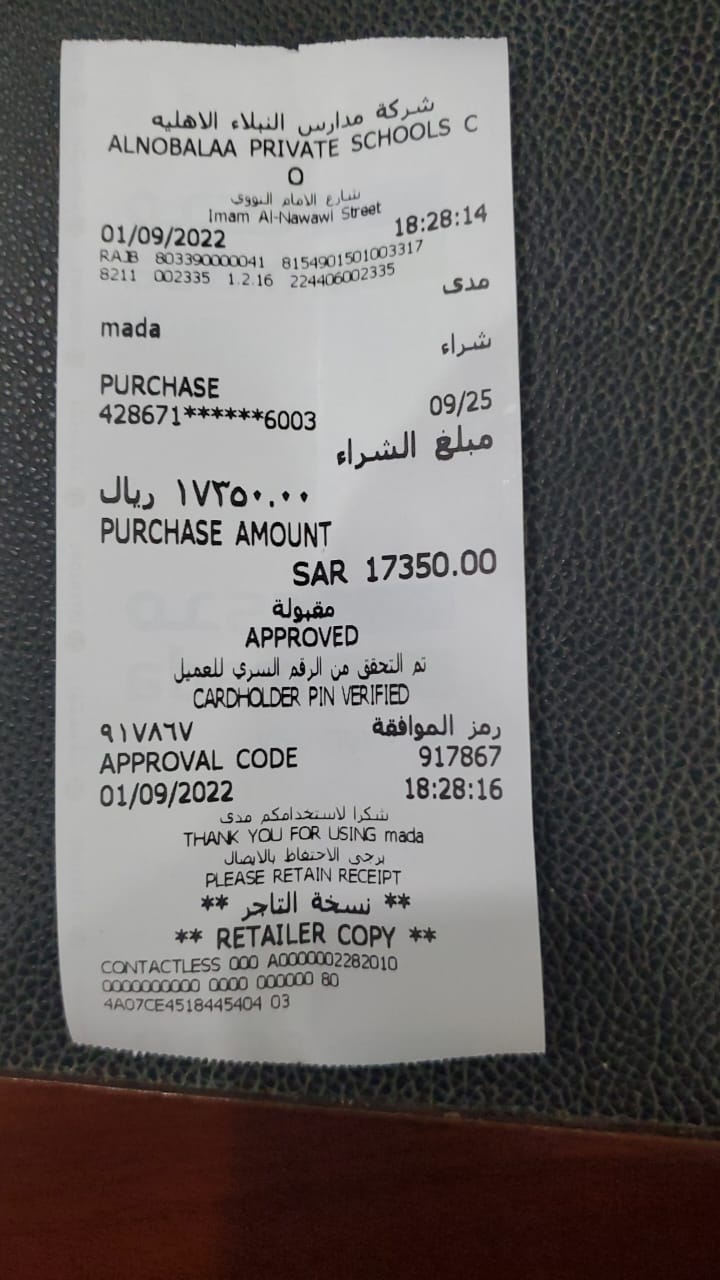 شركة مدارس النبلاء الاهليه
ALNOBALAA PRIVATE SCHOOLS C
O
شارع الامام النووي
Imam Al-Nawawi Street
01/09/2022 18:28:14
RAJB 803390000041 8154901501003317
8211 002335 1.2.16 224406002335
مدى
mada
شراء
PURCHASE
428671******6003 09/25
مبلغ الشراء
١٧٣٥٠.٠٠ ريال
PURCHASE AMOUNT
SAR 17350.00
مقبولة
APPROVED
تم التحقق من الرقم السري للعميل
CARDHOLDER PIN VERIFIED
رمز الموافقة ٩١٧٨٦٧
APPROVAL CODE 917867
01/09/2022 18:28:16
شكرا لاستخدامكم مدى
THANK YOU FOR USING mada
يرجى الاحتفاظ بالايصال
PLEASE RETAIN RECEIPT
** نسخة التاجر **
** RETAILER COPY **
CONTACTLESS 000 A0000002282010
0000000000 0000 000000 80
4A07CE4518445404 03